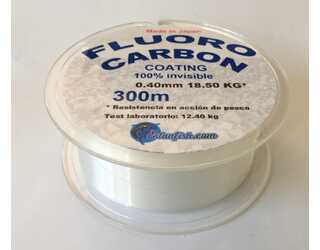 Made in Japan
FLUORO
CARBON
COATING
100% invisible
0.40mm 18.50 KG*
300m
* Resistencia en acción de pesca
Test laboratorio: 12.40 kg